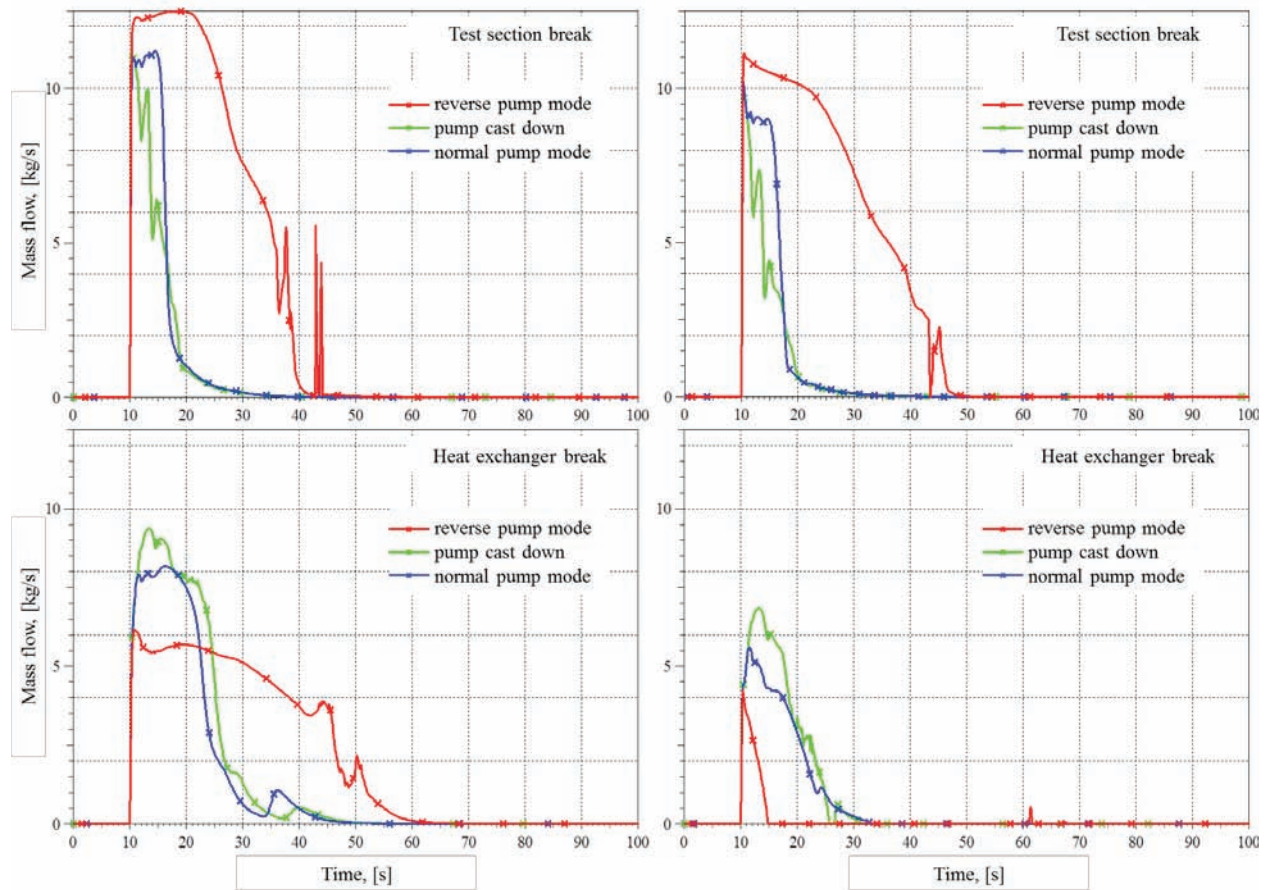 Test section break
reverse pump mode
pump cast down
normal pump mode
Mass flow, [kg/s]
10
5
0
0 10 20 30 40 50 60 70 80 90 100
Test section break
reverse pump mode
pump cast down
normal pump mode
10
5
0
0 10 20 30 40 50 60 70 80 90 100
Heat exchanger break
reverse pump mode
pump cast down
normal pump mode
Mass flow, [kg/s]
10
5
0
0 10 20 30 40 50 60 70 80 90 100
Time, [s]
Heat exchanger break
reverse pump mode
pump cast down
normal pump mode
10
5
0
0 10 20 30 40 50 60 70 80 90 100
Time, [s]